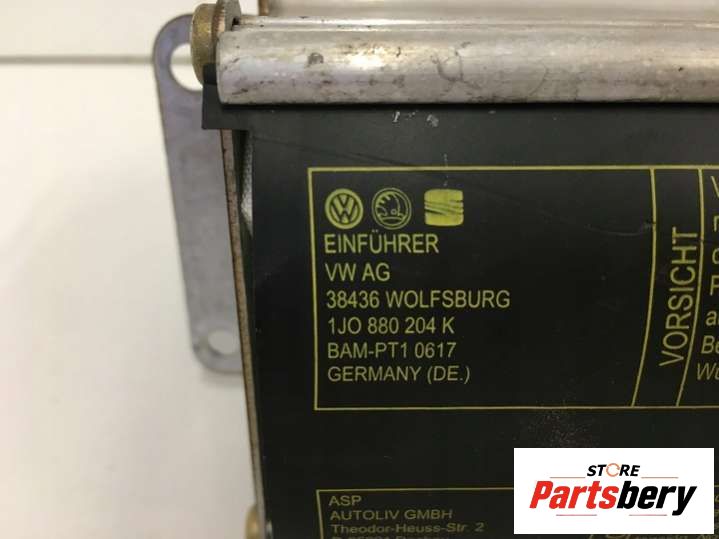 EINFÜHRER
VW AG
38436 WOLFSBURG
1JO 880 204 K
BAM-PT1 0617
GERMANY (DE.)
VORSICHT
ASP
AUTOLIV GMBH
Theodor-Heuss-Str. 2
STORE
Partsbery